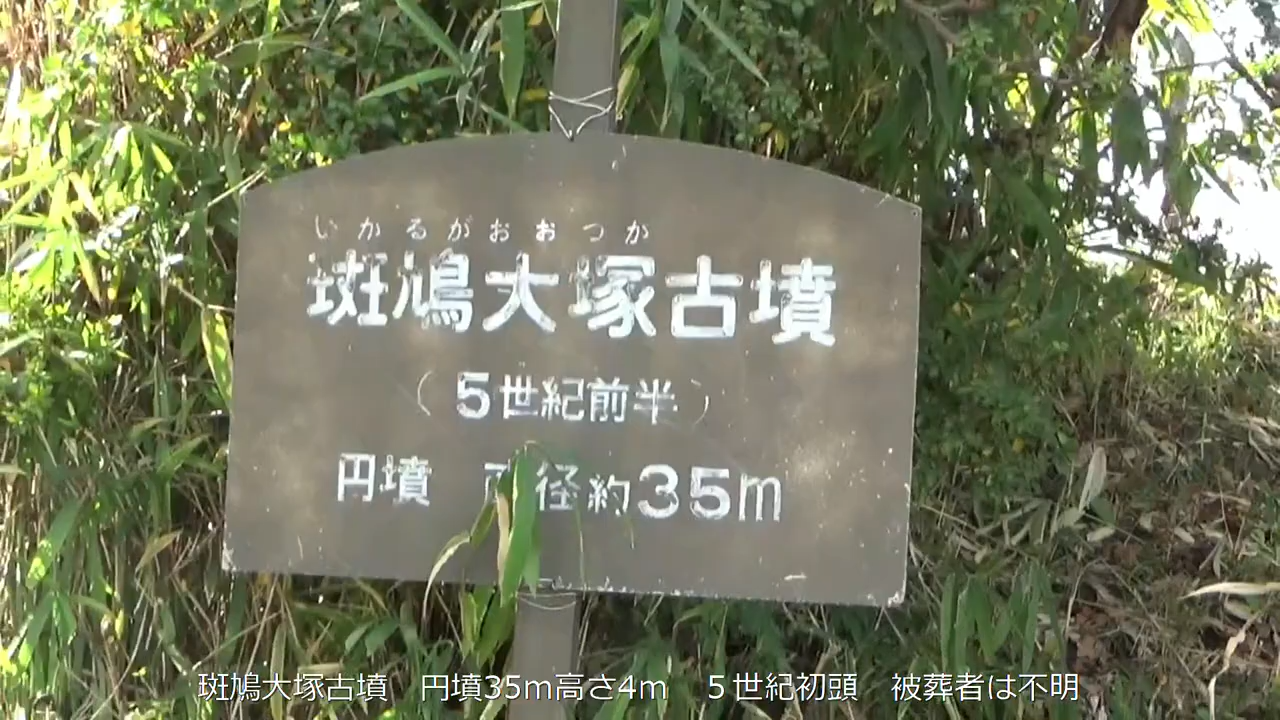 いかるがおおつか
斑鳩大塚古墳
(5世紀前半)
円墳 直径約35m
斑鳩大塚古墳 円墳35m高さ4m 5世紀初頭 被葬者は不明